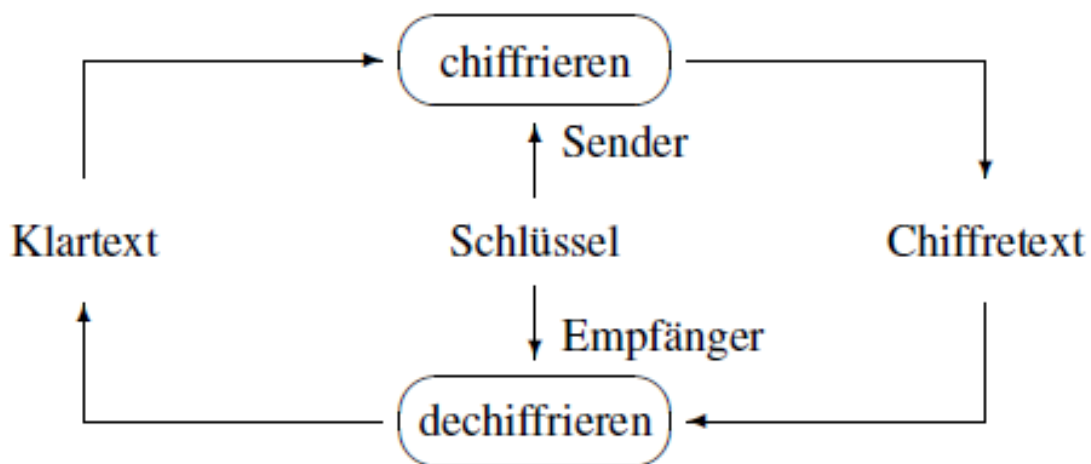 chiffrieren
Sender
Klartext Schlüssel Chiffretext
Empfänger
dechiffrieren